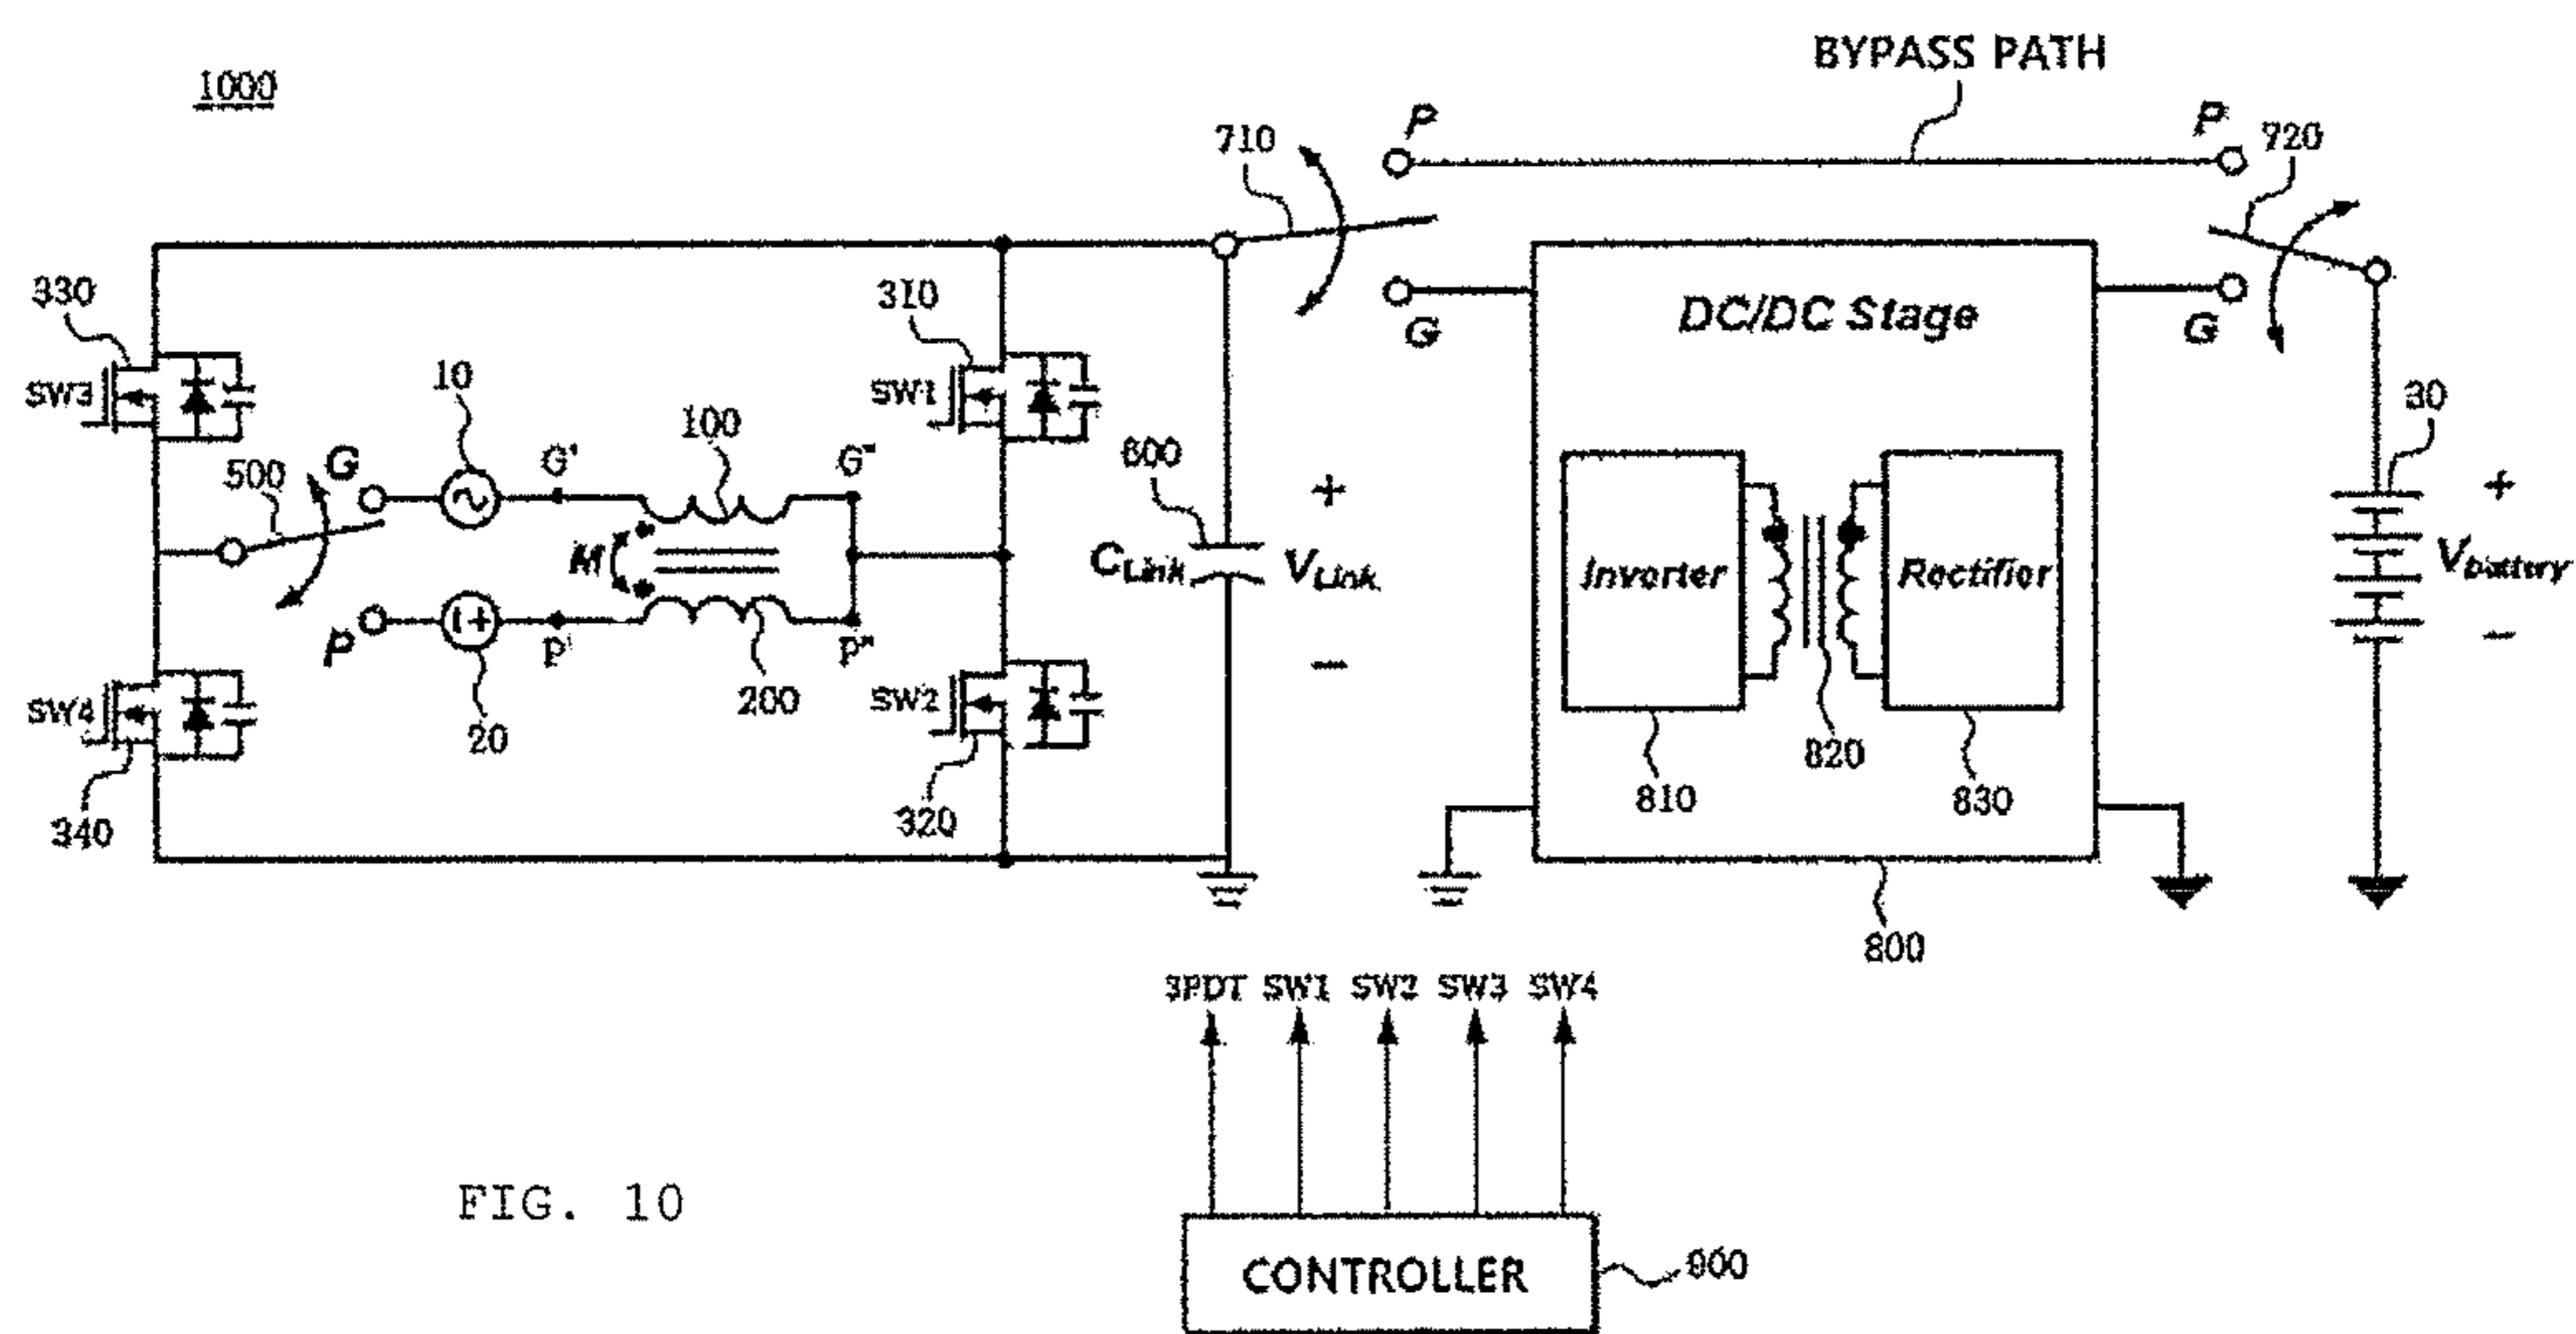 BYPASS PATH
1000
710
P
P
720
330
310
G
DC/DC Stage
G
SW3
10
SW1
30
500
G
G'
100
G"
600
+
+
M
CLink
VLink
Inverter
Rectifier
Vbattery
P
P'
P"
−
−
SW4
20
200
SW2
820
340
320
810
830
800
3PDT SW1 SW2 SW3 SW4
FIG. 10
CONTROLLER
900